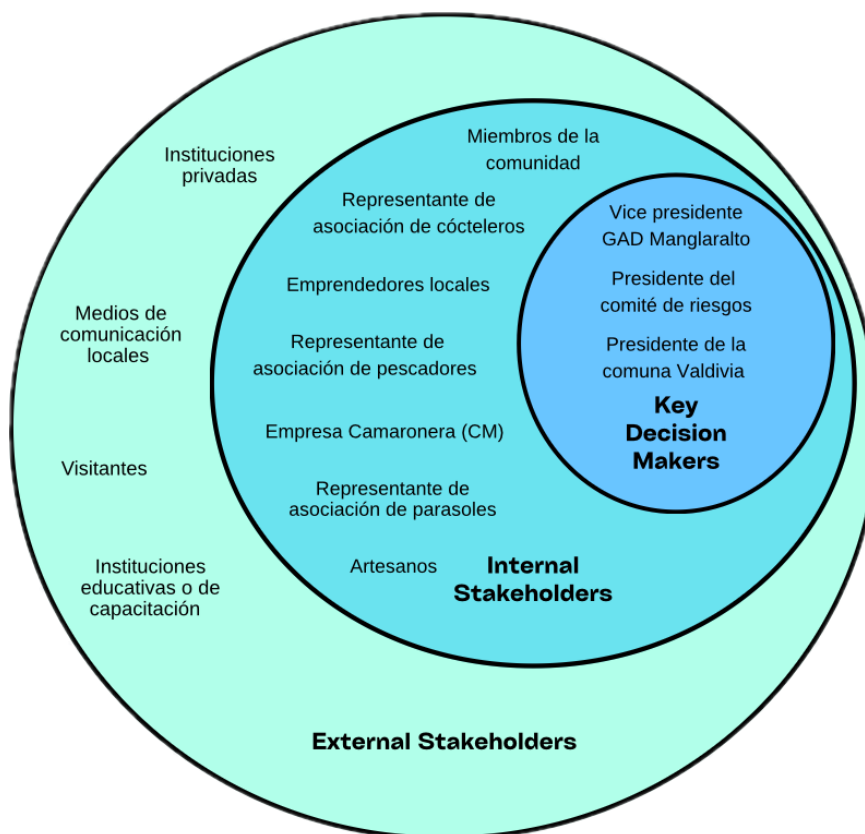 Instituciones
privadas
Medios de
comunicación
locales
Visitantes
Instituciones
educativas o de
capacitación
External Stakeholders
Miembros de la
comunidad
Representante de
asociación de cócteleros
Emprendedores locales
Representante de
asociación de pescadores
Empresa Camaronera (CM)
Representante de
asociación de parasoles
Artesanos
Internal
Stakeholders
Vice presidente
GAD Manglaralto
Presidente del
comité de riesgos
Presidente de la
comuna Valdivia
Key
Decision
Makers